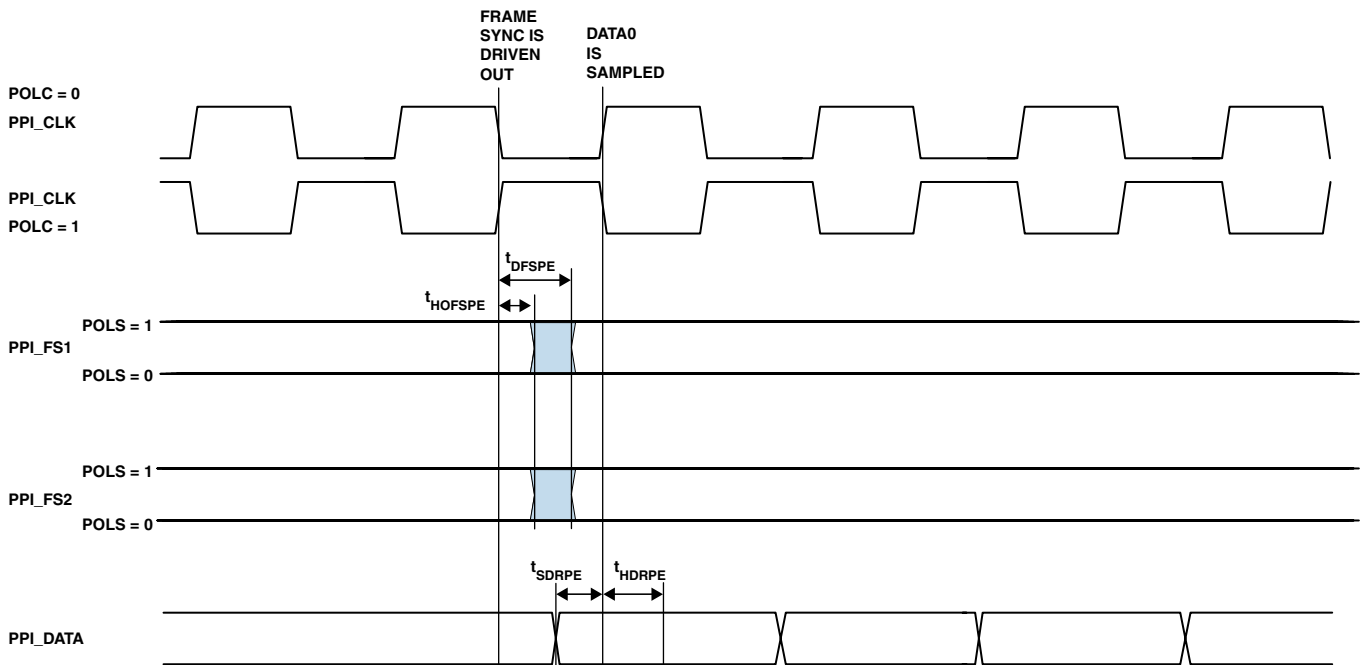 FRAME
SYNC IS
DRIVEN
OUT
DATA0
IS
SAMPLED
POLC = 0
PPI_CLK
PPI_CLK
POLC = 1
tDFSPE
tHOFSPE
POLS = 1
PPI_FS1
POLS = 0
POLS = 1
PPI_FS2
POLS = 0
tSDRPE
tHDRPE
PPI_DATA